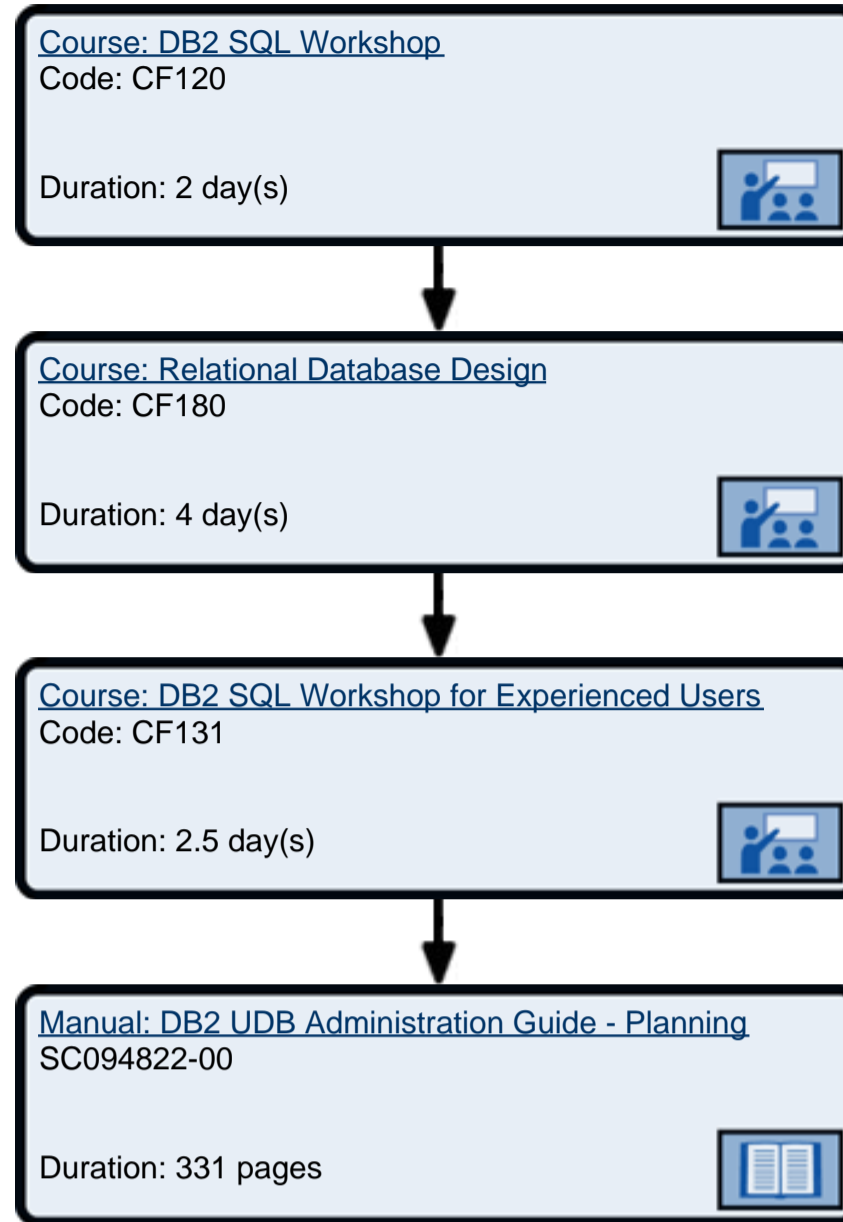 Course: DB2 SQL Workshop
Code: CF120
Duration: 2 day(s)
Course: Relational Database Design
Code: CF180
Duration: 4 day(s)
Course: DB2 SQL Workshop for Experienced Users
Code: CF131
Duration: 2.5 day(s)
Manual: DB2 UDB Administration Guide - Planning
SC094822-00
Duration: 331 pages